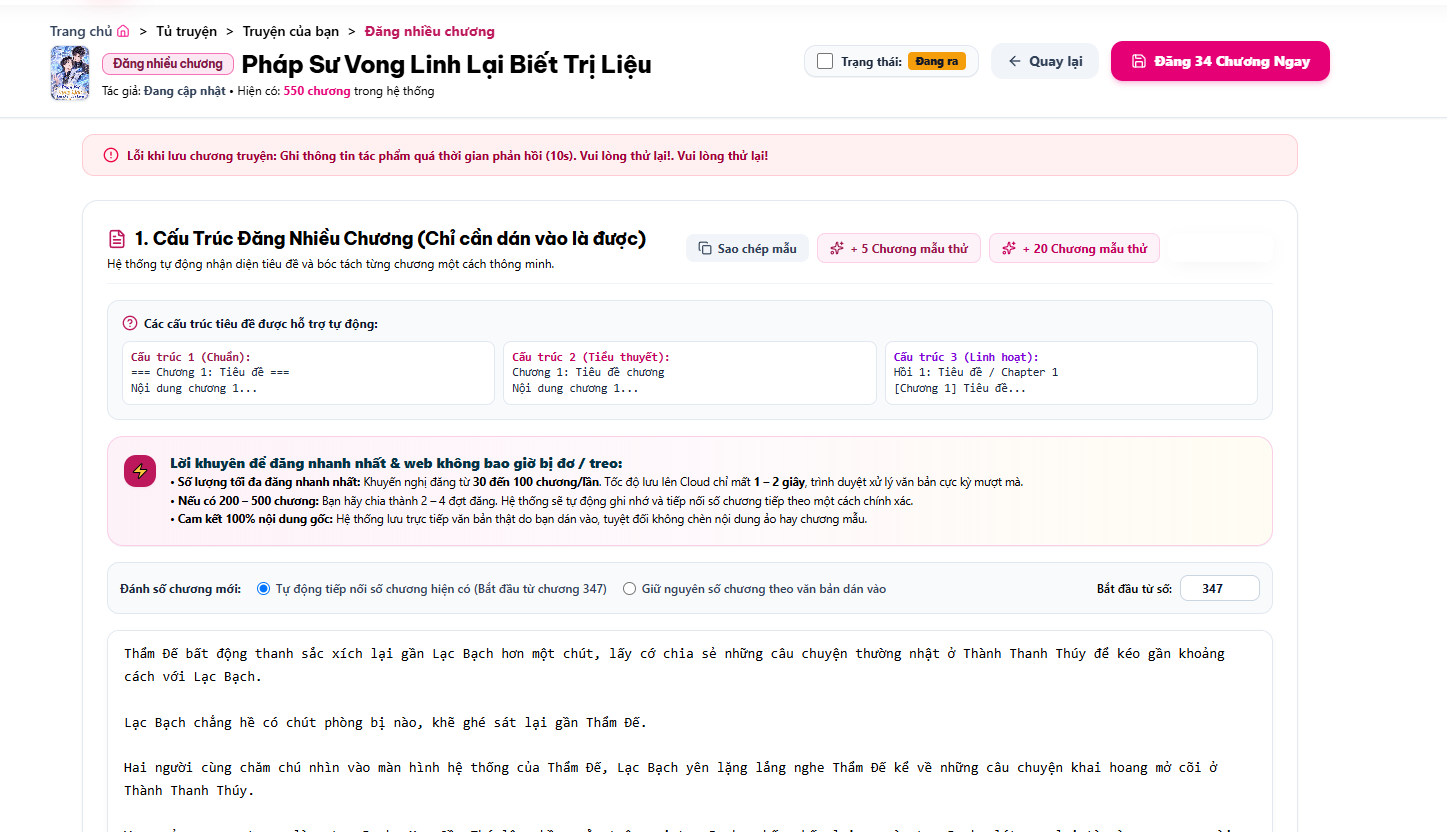 Trang chủ > Tủ truyện > Truyện của bạn > Đăng nhiều chương
Đăng nhiều chương Pháp Sư Vong Linh Lại Biết Trị Liệu
Tác giả: Đang cập nhật • Hiện có: 550 chương trong hệ thống
Trạng thái: Đang ra
Quay lại
Đăng 34 Chương Ngay
Lỗi khi lưu chương truyện: Ghi thông tin tác phẩm quá thời gian phản hồi (10s). Vui lòng thử lại!. Vui lòng thử lại!
1. Cấu Trúc Đăng Nhiều Chương (Chỉ cần dán vào là được)
Hệ thống tự động nhận diện tiêu đề và bóc tách từng chương một cách thông minh.
Sao chép mẫu
+ 5 Chương mẫu thử
+ 20 Chương mẫu thử
Các cấu trúc tiêu đề được hỗ trợ tự động:
Cấu trúc 1 (Chuẩn):
=== Chương 1: Tiêu đề ===
Nội dung chương 1...
Cấu trúc 2 (Tiểu thuyết):
Chương 1: Tiêu đề chương
Nội dung chương 1...
Cấu trúc 3 (Linh hoạt):
Hồi 1: Tiêu đề / Chapter 1
[Chương 1] Tiêu đề...
Lời khuyên để đăng nhanh nhất & web không bao giờ bị đơ / treo:
• Số lượng tối đa đăng nhanh nhất: Khuyến nghị đăng từ 30 đến 100 chương/lần. Tốc độ lưu lên Cloud chỉ mất 1 – 2 giây, trình duyệt xử lý văn bản cực kỳ mượt mà.
• Nếu có 200 – 500 chương: Bạn hãy chia thành 2 – 4 đợt đăng. Hệ thống sẽ tự động ghi nhớ và tiếp nối số chương tiếp theo một cách chính xác.
• Cam kết 100% nội dung gốc: Hệ thống lưu trực tiếp văn bản thật do bạn dán vào, tuyệt đối không chèn nội dung ảo hay chương mẫu.
Đánh số chương mới: Tự động tiếp nối số chương hiện có (Bắt đầu từ chương 347) Giữ nguyên số chương theo văn bản dán vào Bắt đầu từ số: 347
Thẩm Đế bất động thanh sắc xích lại gần Lạc Bạch hơn một chút, lấy cớ chia sẻ những câu chuyện thường nhật ở Thành Thanh Thúy để kéo gần khoảng
cách với Lạc Bạch.
Lạc Bạch chẳng hề có chút phòng bị nào, khẽ ghé sát lại gần Thẩm Đế.
Hai người cùng chăm chú nhìn vào màn hình hệ thống của Thẩm Đế, Lạc Bạch yên lặng lắng nghe Thẩm Đế kể về những câu chuyện khai hoang mở cõi ở
Thành Thanh Thúy.